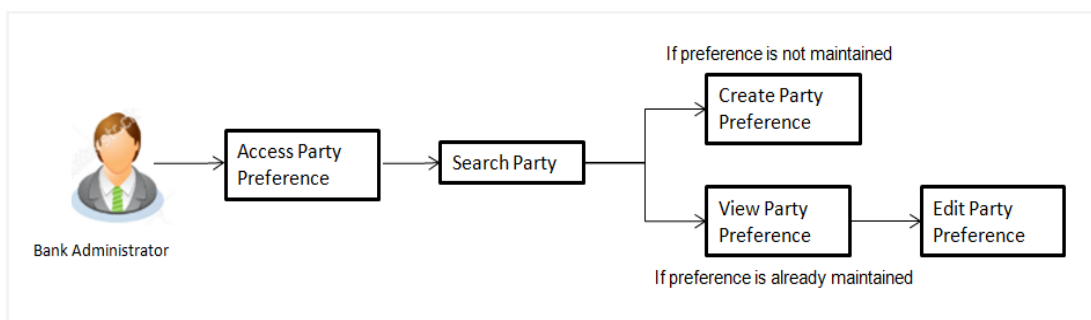 If preference is not maintained
Create Party
Preference
Access Party
Preference
Search Party
View Party
Preference
Edit Party
Preference
Bank Administrator
If preference is already maintained